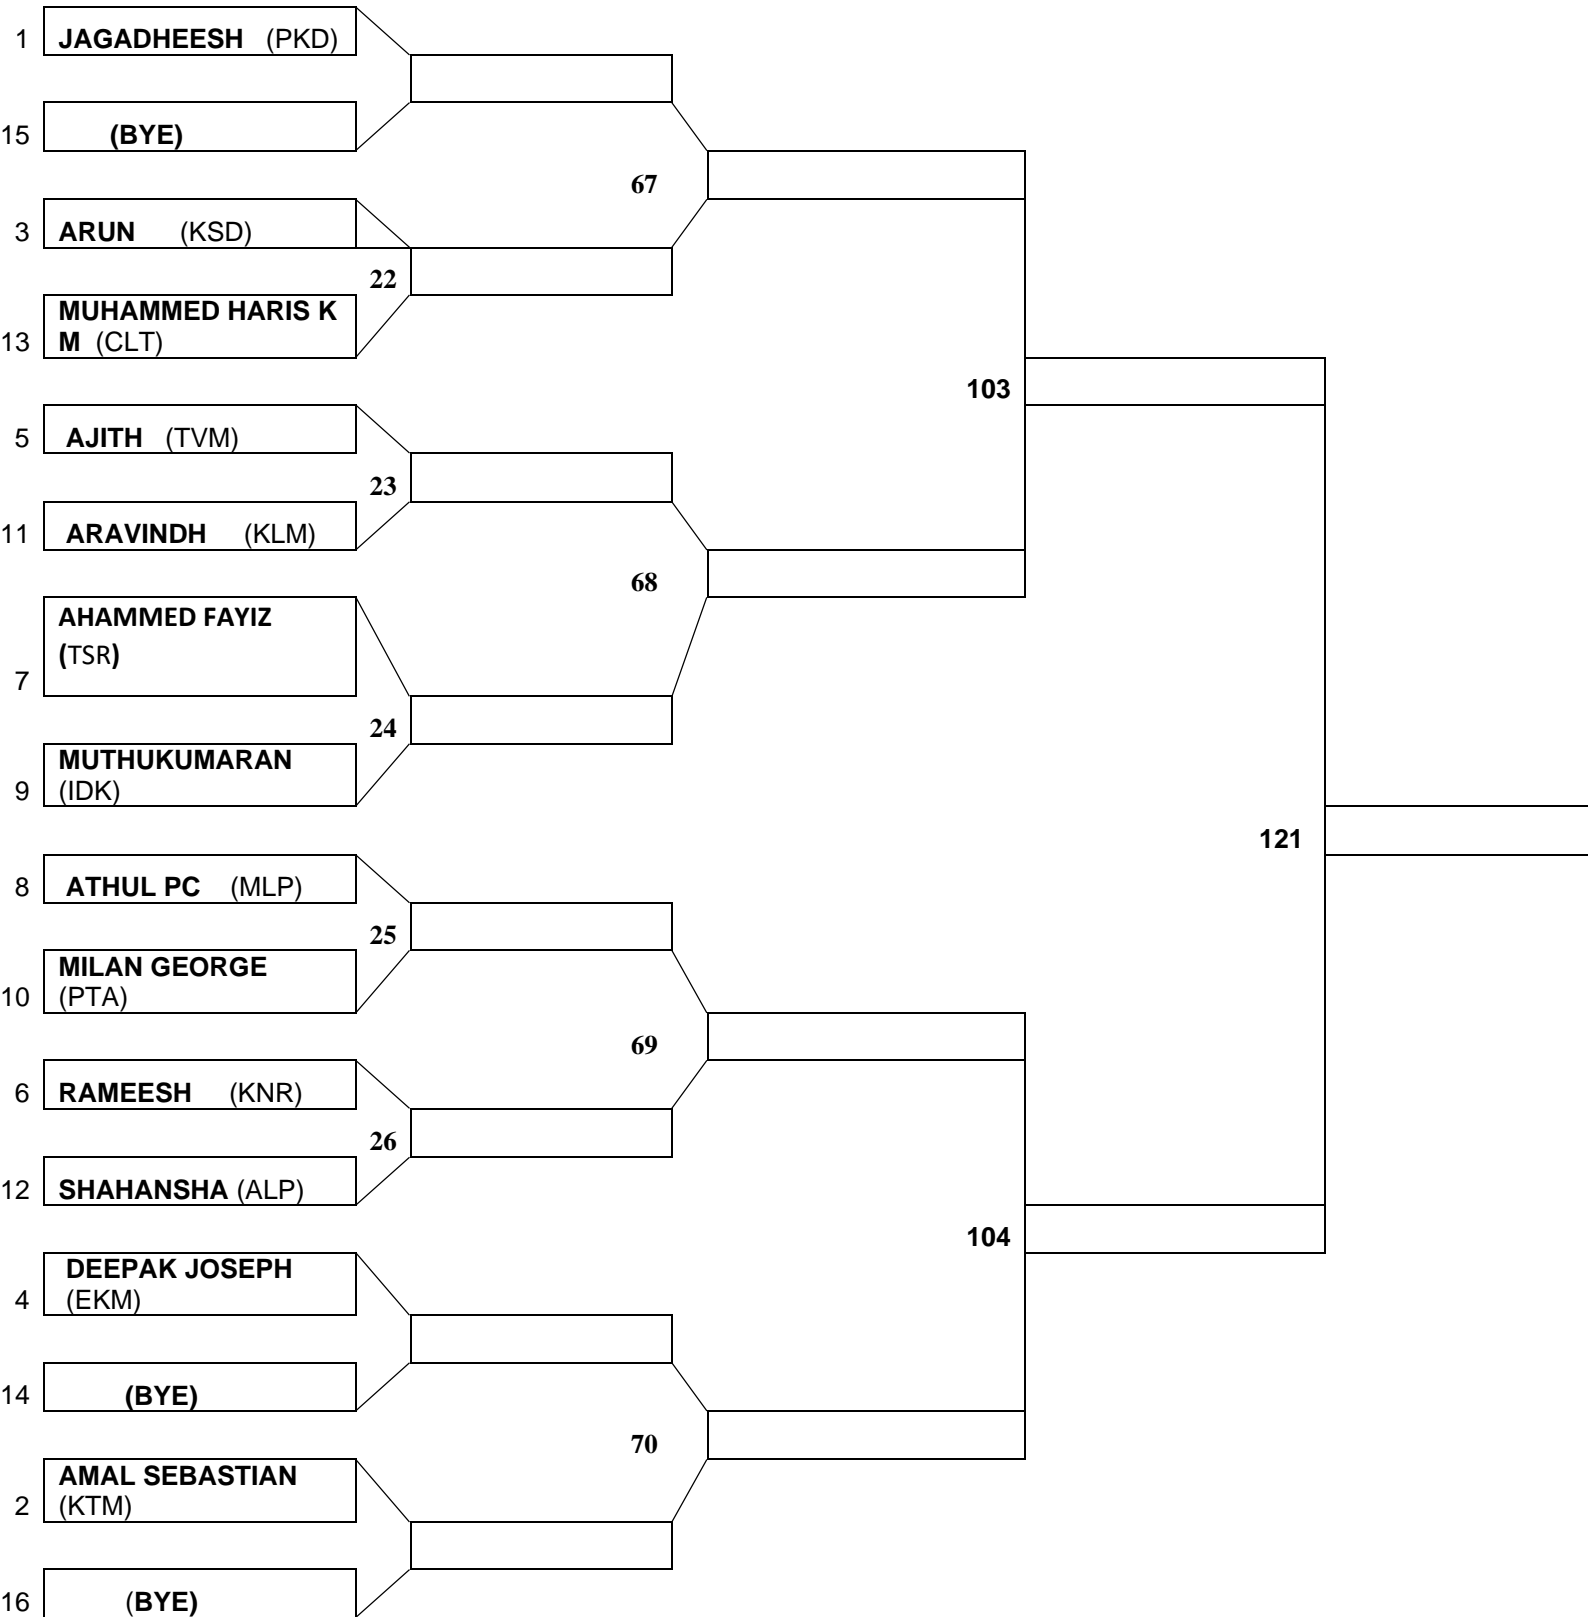 1 JAGADHEESH (PKD)
15 (BYE)
67
3 ARUN (KSD)
22
MUHAMMED HARIS K
13 M (CLT)
103
5 AJITH (TVM)
23
11 ARAVINDH (KLM)
68
AHAMMED FAYIZ
(TSR)
7
24
MUTHUKUMARAN
9 (IDK)
121
8 ATHUL PC (MLP)
25
MILAN GEORGE
10 (PTA)
69
6 RAMEESH (KNR)
26
12 SHAHANSHA (ALP)
104
DEEPAK JOSEPH
4 (EKM)
14 (BYE)
70
AMAL SEBASTIAN
2 (KTM)
16 (BYE)